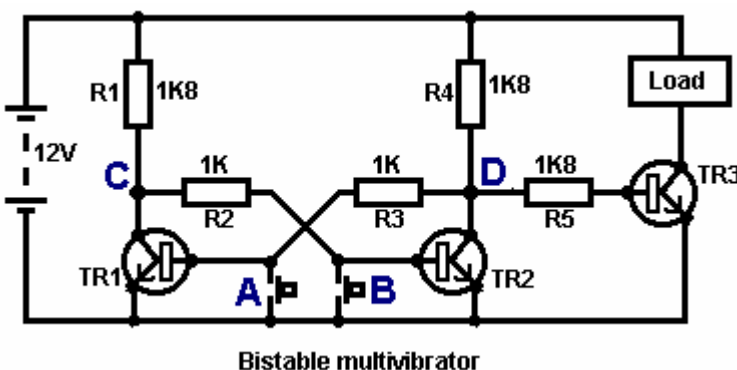 R1
1K8
R4
1K8
Load
12V
C
1K
R2
1K
R3
D
1K8
R5
TR3
TR1
A
B
TR2
Bistable multivibrator